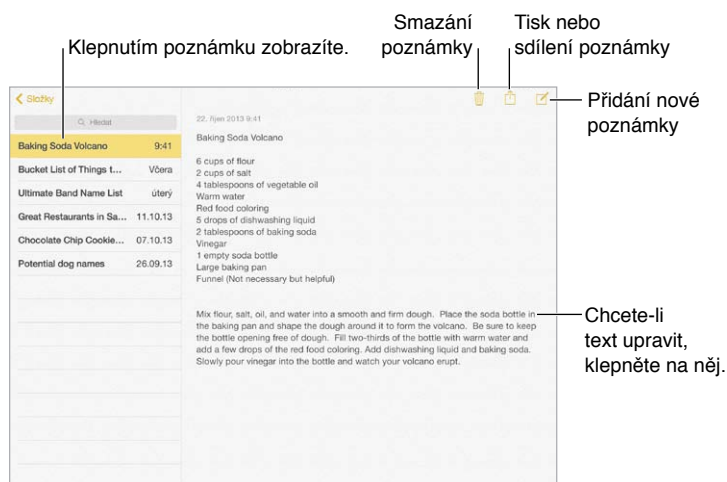 Smazání
poznámky
Tisk nebo
sdílení poznámky
Klepnutím poznámku zobrazíte.
Přidání nové
poznámky
Složky
Hledat
Baking Soda Volcano 9:41
Bucket List of Things t... Včera
Ultimate Band Name List úterý
Great Restaurants in Sa... 11.10.13
Chocolate Chip Cookie... 07.10.13
Potential dog names 26.09.13
22. říjen 2013 9:41
Baking Soda Volcano
6 cups of flour
2 cups of salt
4 tablespoons of vegetable oil
Warm water
Red food coloring
5 drops of dishwashing liquid
2 tablespoons of baking soda
Vinegar
1 empty soda bottle
Large baking pan
Funnel (Not necessary but helpful)
Mix flour, salt, oil, and water into a smooth and firm dough. Place the soda bottle in
the baking pan and shape the dough around it to form the volcano. Be sure to keep
the bottle opening free of dough. Fill two-thirds of the bottle with warm water and
add a few drops of the red food coloring. Add dishwashing liquid and baking soda.
Slowly pour vinegar into the bottle and watch your volcano erupt.
Chcete-li
text upravit,
klepněte na něj.